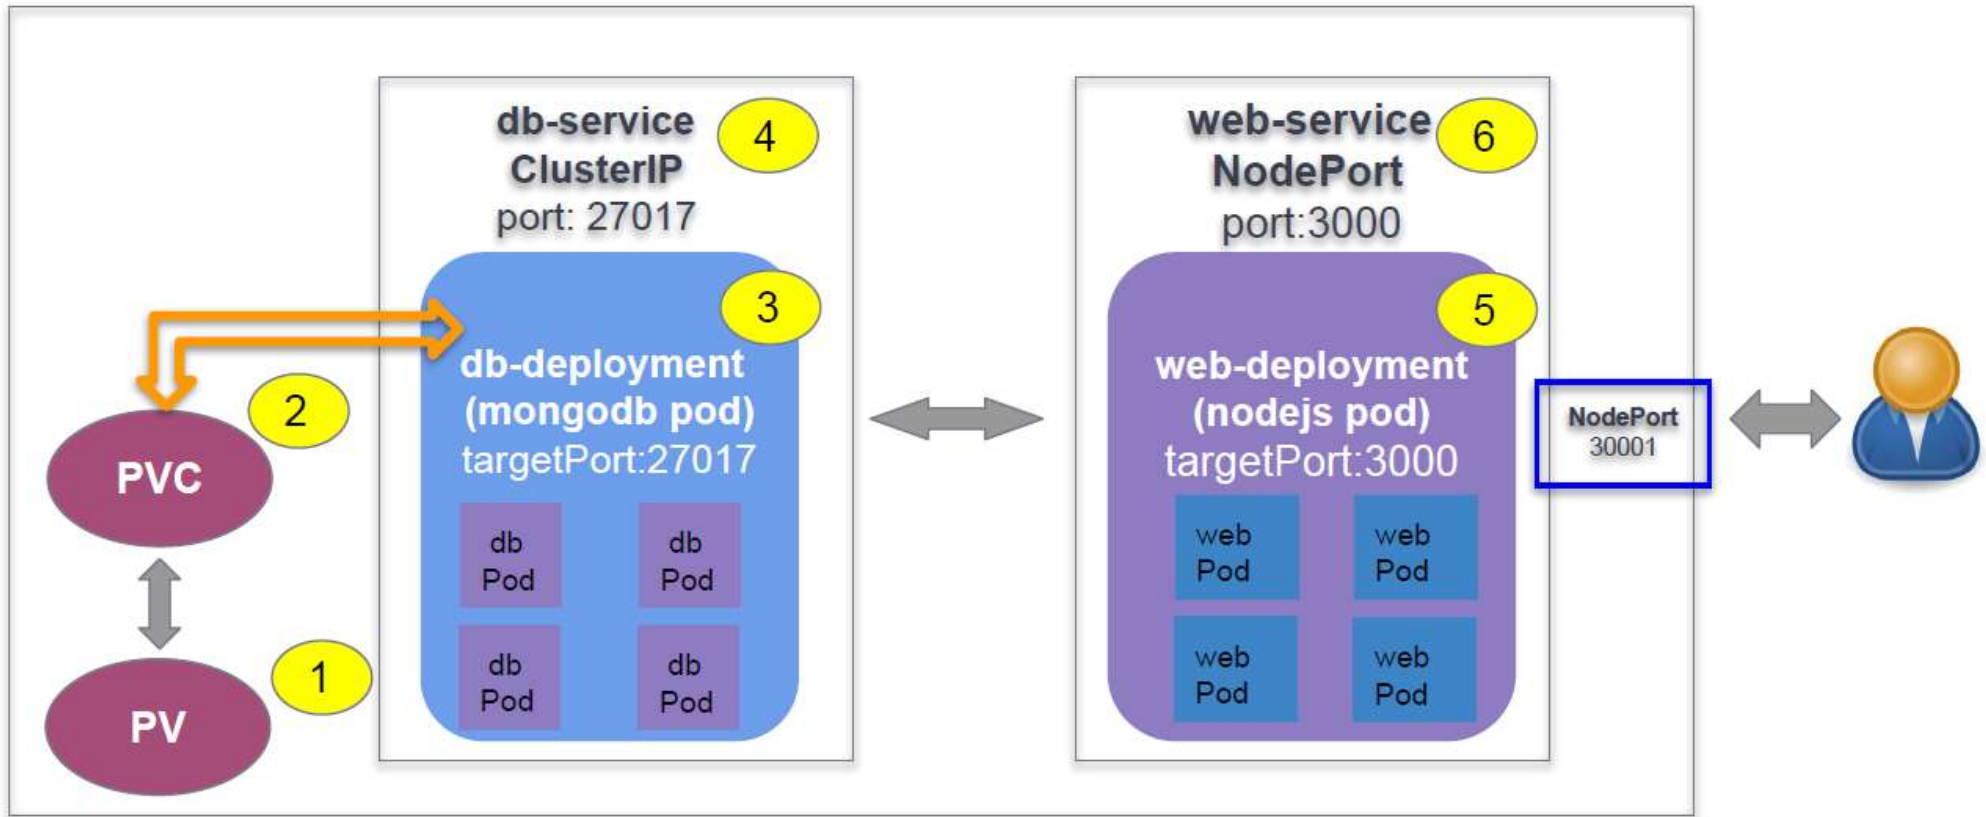 db-service
ClusterIP
port: 27017
4
3
db-deployment
(mongodb pod)
targetPort:27017
db
Pod
db
Pod
db
Pod
db
Pod
2
PVC
1
PV
web-service
NodePort
port:3000
6
5
web-deployment
(nodejs pod)
targetPort:3000
web
Pod
web
Pod
web
Pod
web
Pod
NodePort
30001